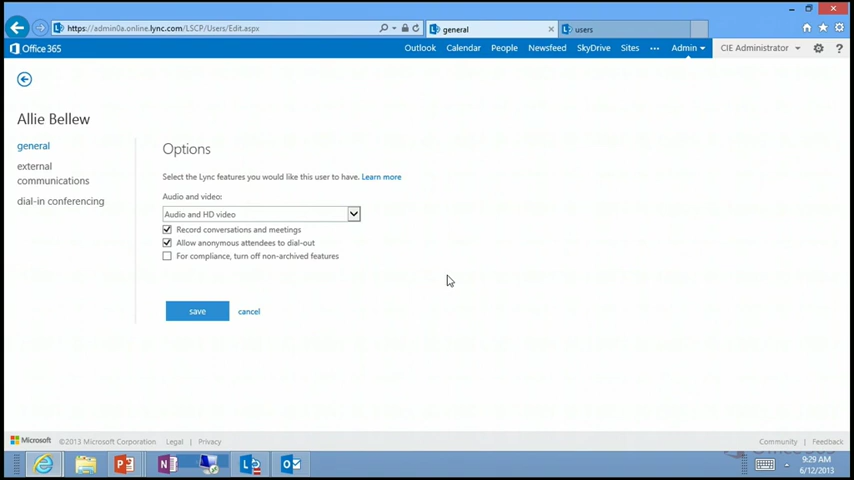 https://admin0a.online.lync.com/LSCP/Users/Edit.aspx
general
users
Office 365
Outlook Calendar People Newsfeed SkyDrive Sites ... Admin CIE Administrator ?
Allie Bellew
general
external
communications
dial-in conferencing
Options
Select the Lync features you would like this user to have. Learn more
Audio and video:
Audio and HD video
Record conversations and meetings
Allow anonymous attendees to dial-out
For compliance, turn off non-archived features
save cancel
Microsoft ©2013 Microsoft Corporation Legal Privacy Community Feedback
9:29 AM
6/12/2013